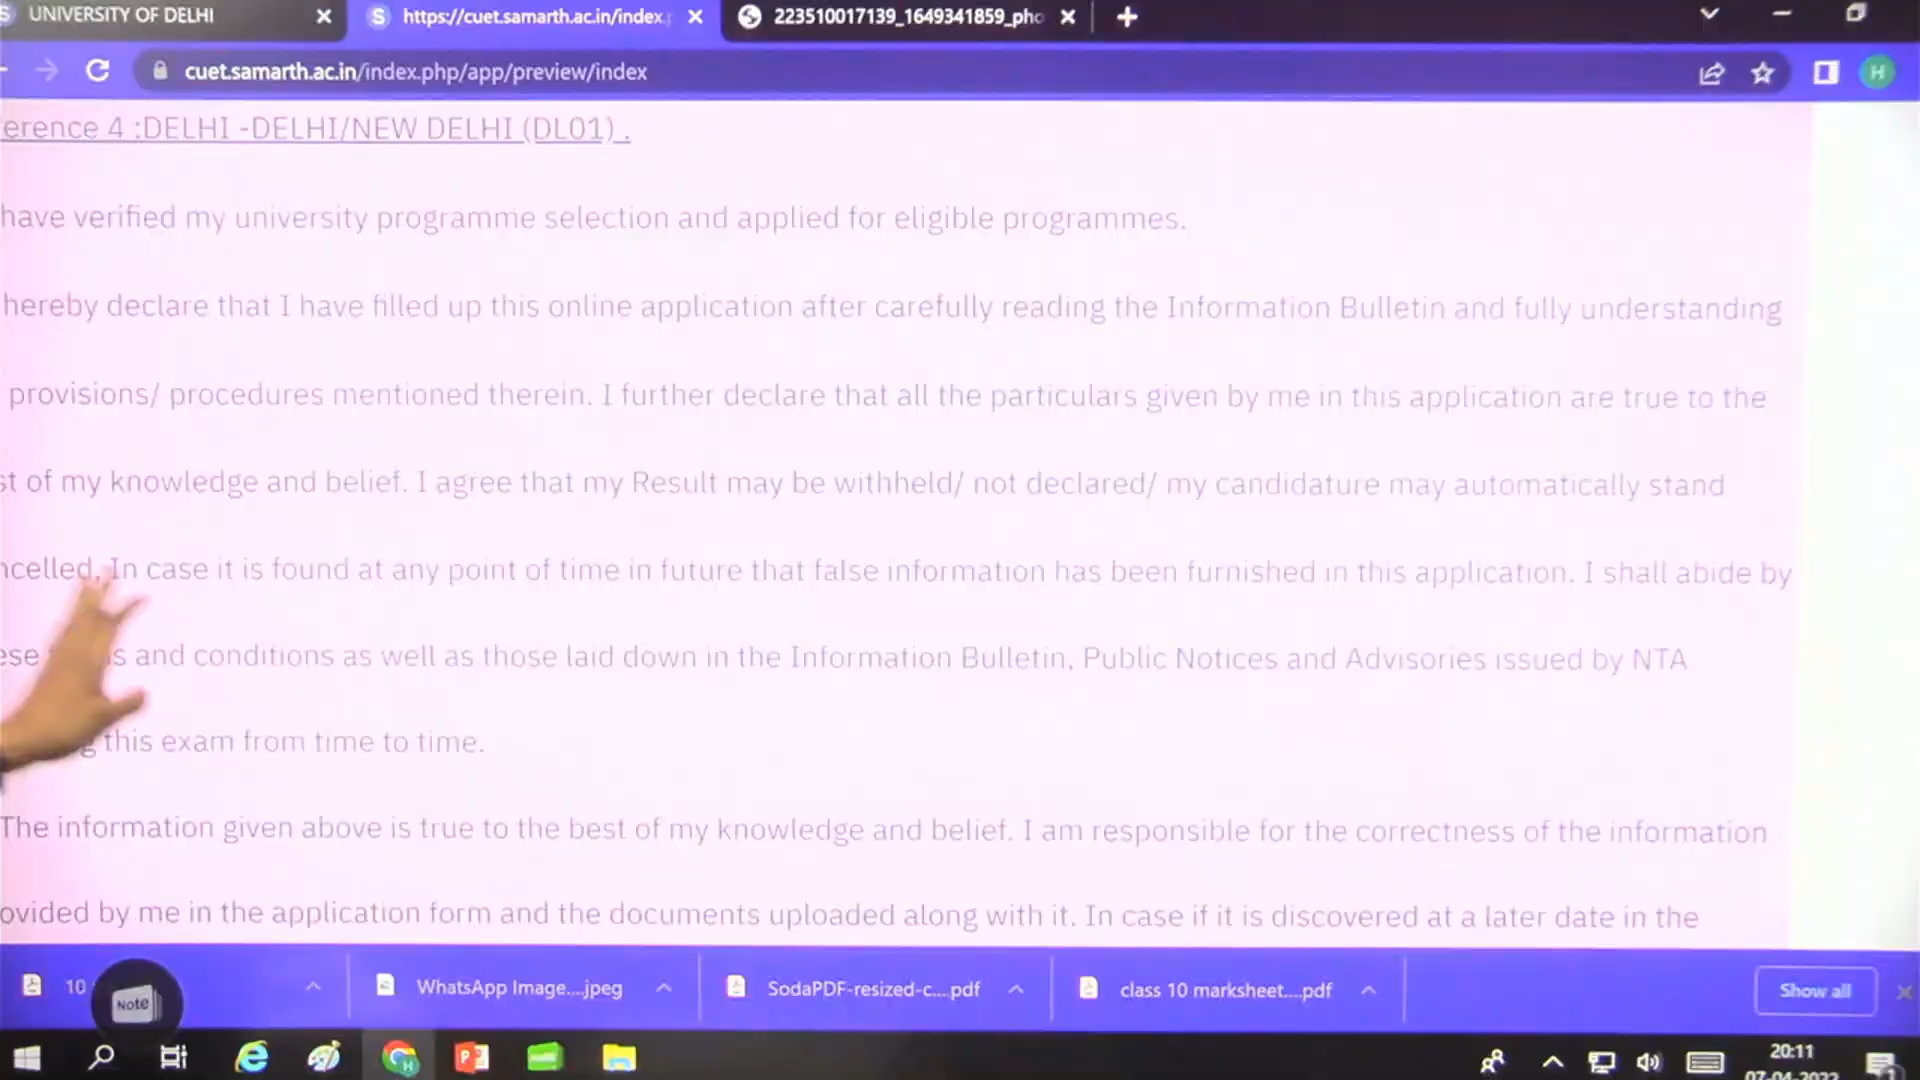 UNIVERSITY OF DELHI
https://cuet.samarth.ac.in/index.
223510017139_1649341859_pho
cuet.samarth.ac.in/index.php/app/preview/index
H
erence 4 :DELHI -DELHI/NEW DELHI (DL01) .
have verified my university programme selection and applied for eligible programmes.
hereby declare that I have filled up this online application after carefully reading the Information Bulletin and fully understanding
provisions/ procedures mentioned therein. I further declare that all the particulars given by me in this application are true to the
st of my knowledge and belief. I agree that my Result may be withheld/ not declared/ my candidature may automatically stand
ncelled, In case it is found at any point of time in future that false information has been furnished in this application. I shall abide by
ese and conditions as well as those laid down in the Information Bulletin, Public Notices and Advisories issued by NTA
this exam from time to time.
The information given above is true to the best of my knowledge and belief. I am responsible for the correctness of the information
ovided by me in the application form and the documents uploaded along with it. In case if it is discovered at a later date in the
10
Note
WhatsApp Image....jpeg
SodaPDF-resized-c....pdf
class 10 marksheet....pdf
Show all
20:11
07-04-2022